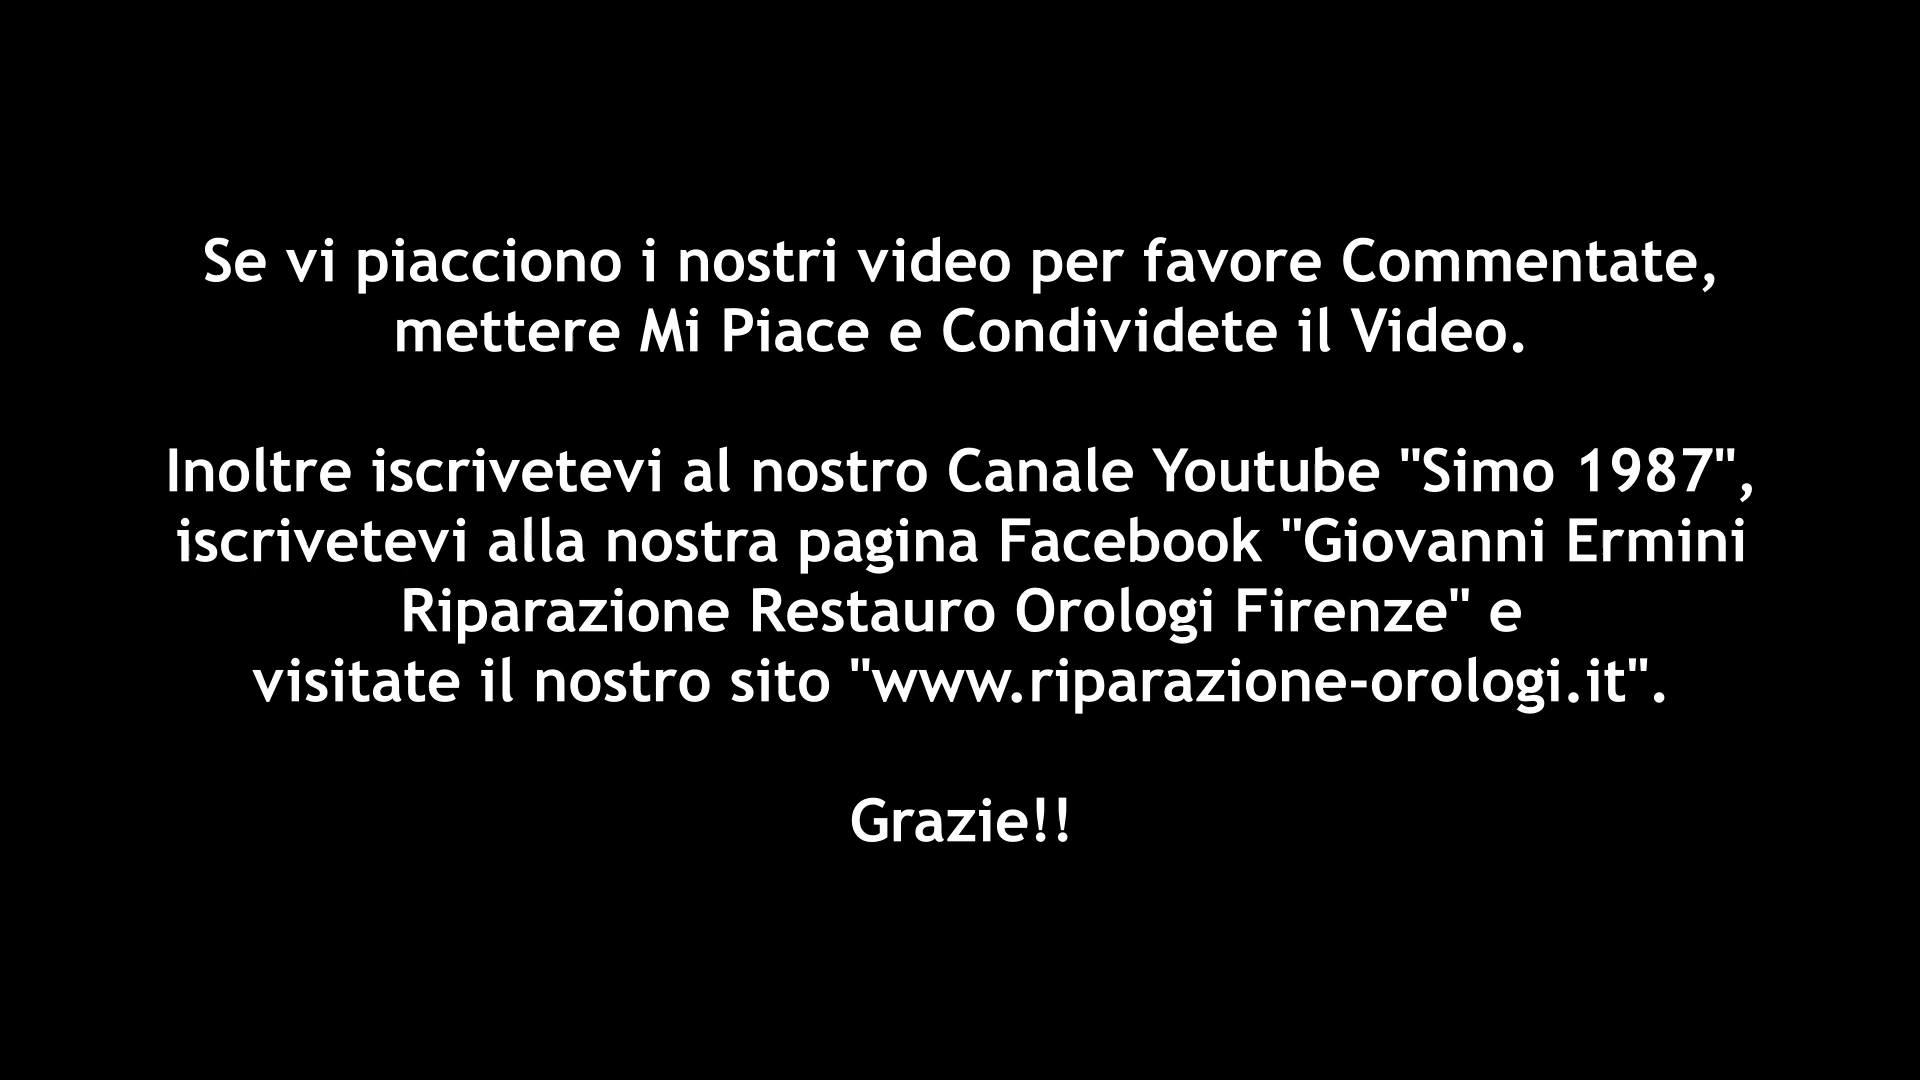 Se vi piacciono i nostri video per favore Commentate,
mettere Mi Piace e Condividete il Video.
Inoltre iscrivetevi al nostro Canale Youtube "Simo 1987",
iscrivetevi alla nostra pagina Facebook "Giovanni Ermini
Riparazione Restauro Orologi Firenze" e
visitate il nostro sito "www.riparazione-orologi.it".
Grazie!!